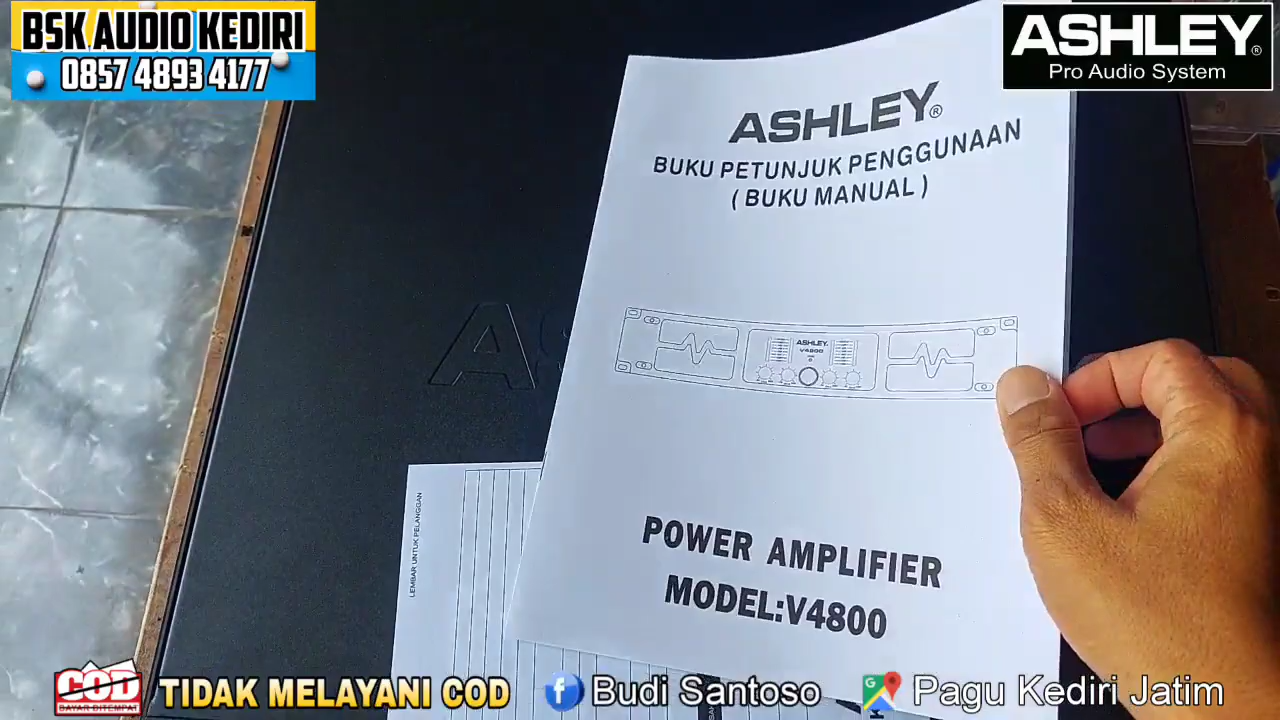 BSK AUDIO KEDIRI
0857 4893 4177
ASHLEY®
Pro Audio System
ASHLEY®
BUKU PETUNJUK PENGGUNAAN
( BUKU MANUAL )
ASHLEY
V4800
POWER AMPLIFIER
MODEL:V4800
LEMBAR UNTUK PELANGGAN
COD
BAYAR DITEMPAT
TIDAK MELAYANI COD
Budi Santoso
Pagu Kediri Jatim